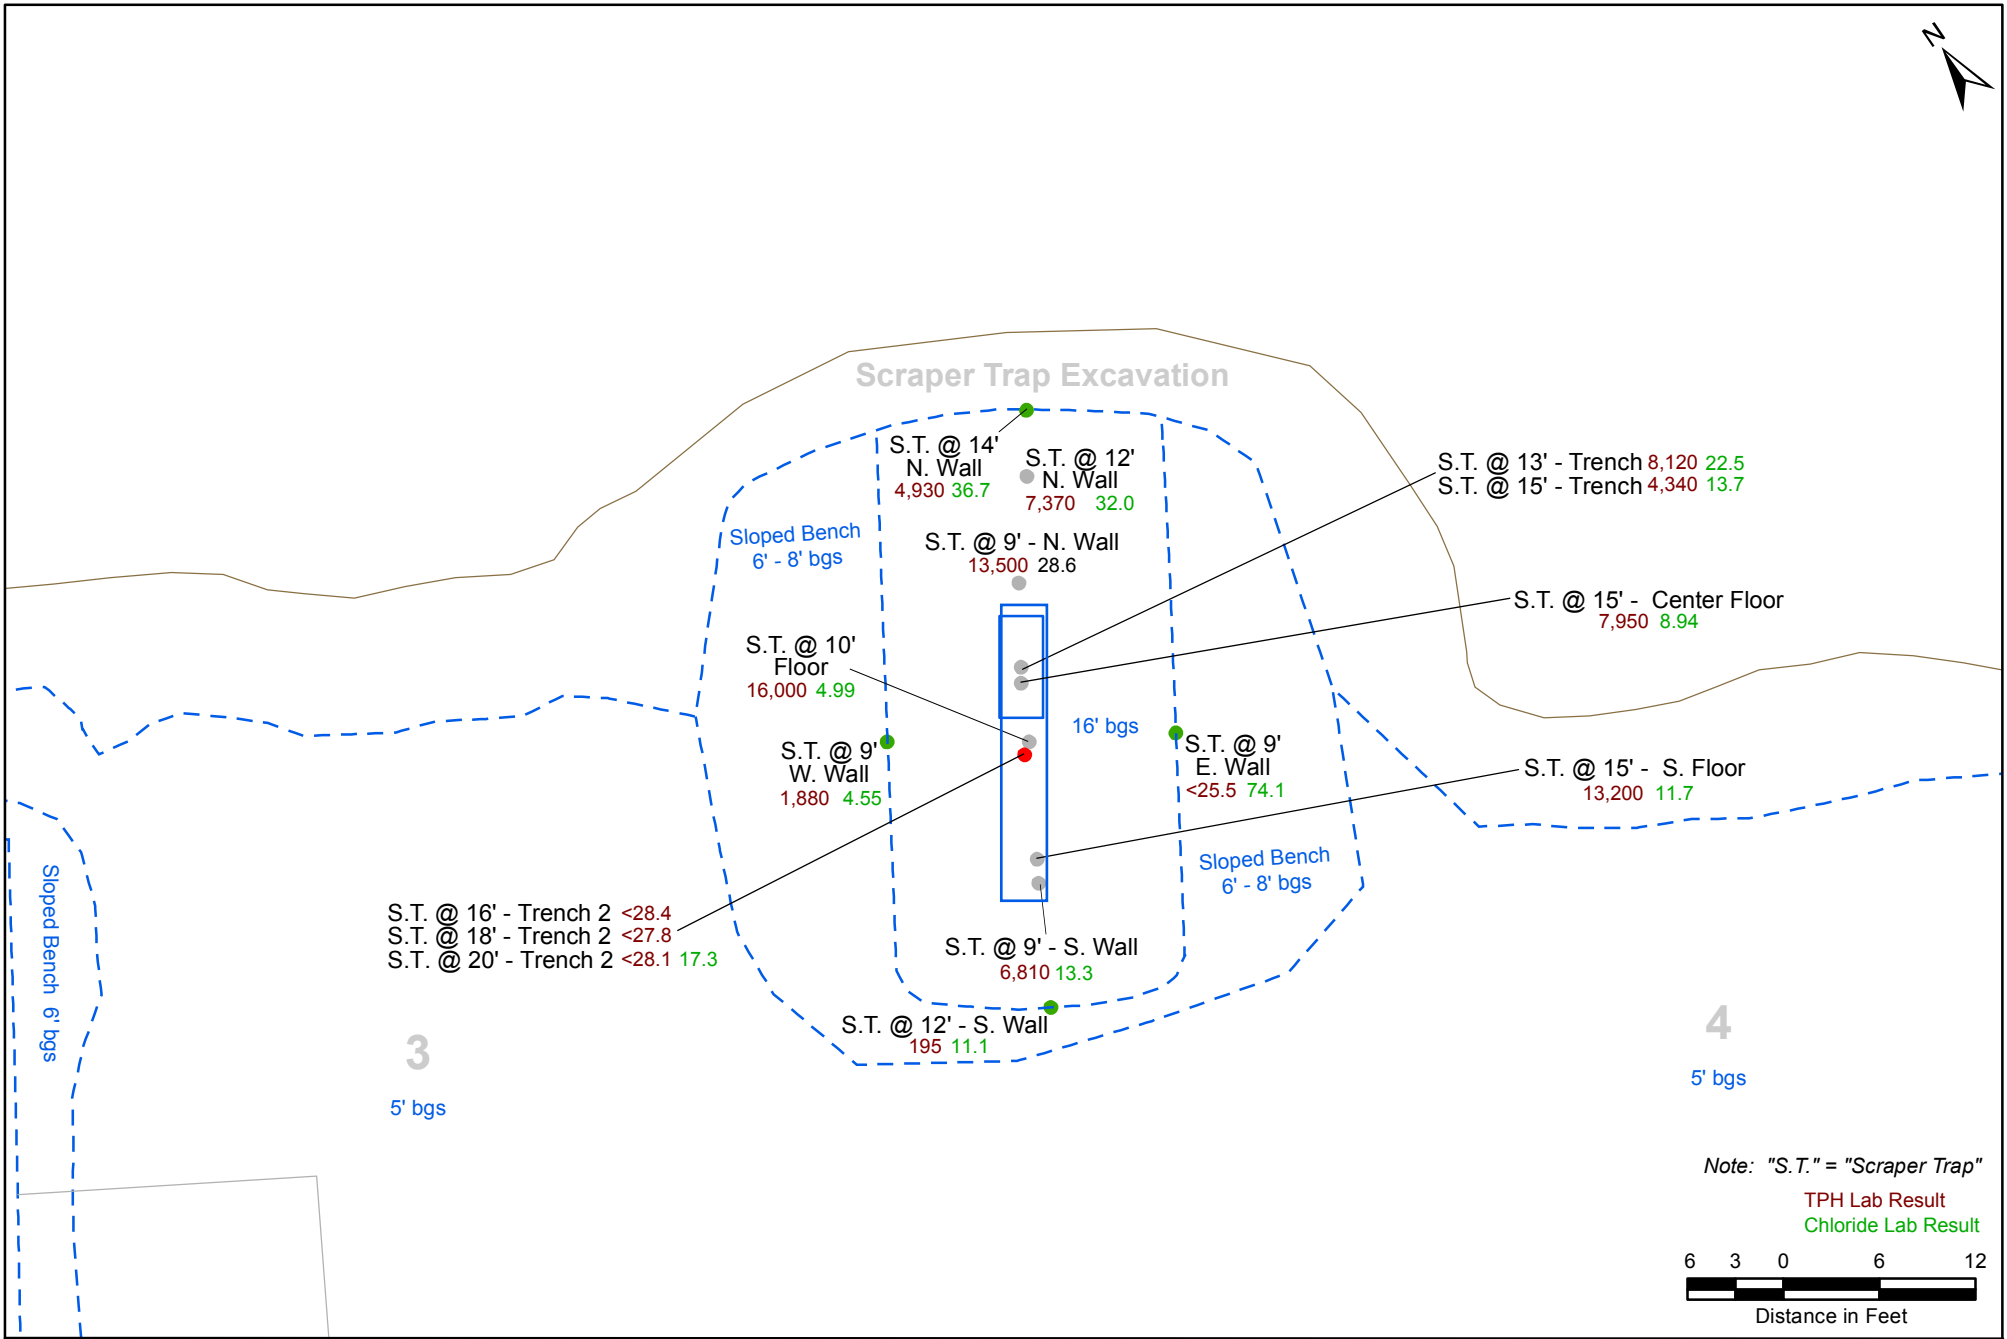 N
Scraper Trap Excavation
S.T. @ 14'
N. Wall
4,930 36.7
S.T. @ 12'
N. Wall
7,370 32.0
S.T. @ 13' - Trench 8,120 22.5
S.T. @ 15' - Trench 4,340 13.7
Sloped Bench
6' - 8' bgs
S.T. @ 9' - N. Wall
13,500 28.6
S.T. @ 15' - Center Floor
7,950 8.94
S.T. @ 10'
Floor
16,000 4.99
16' bgs
S.T. @ 9'
W. Wall
1,880 4.55
S.T. @ 9'
E. Wall
<25.5 74.1
S.T. @ 15' - S. Floor
13,200 11.7
Sloped Bench
6' - 8' bgs
Sloped Bench 6' bgs
S.T. @ 16' - Trench 2 <28.4
S.T. @ 18' - Trench 2 <27.8
S.T. @ 20' - Trench 2 <28.1 17.3
S.T. @ 9' - S. Wall
6,810 13.3
S.T. @ 12' - S. Wall
195 11.1
3
5' bgs
4
5' bgs
Note: "S.T." = "Scraper Trap"
TPH Lab Result
Chloride Lab Result
6 3 0 6 12
Distance in Feet